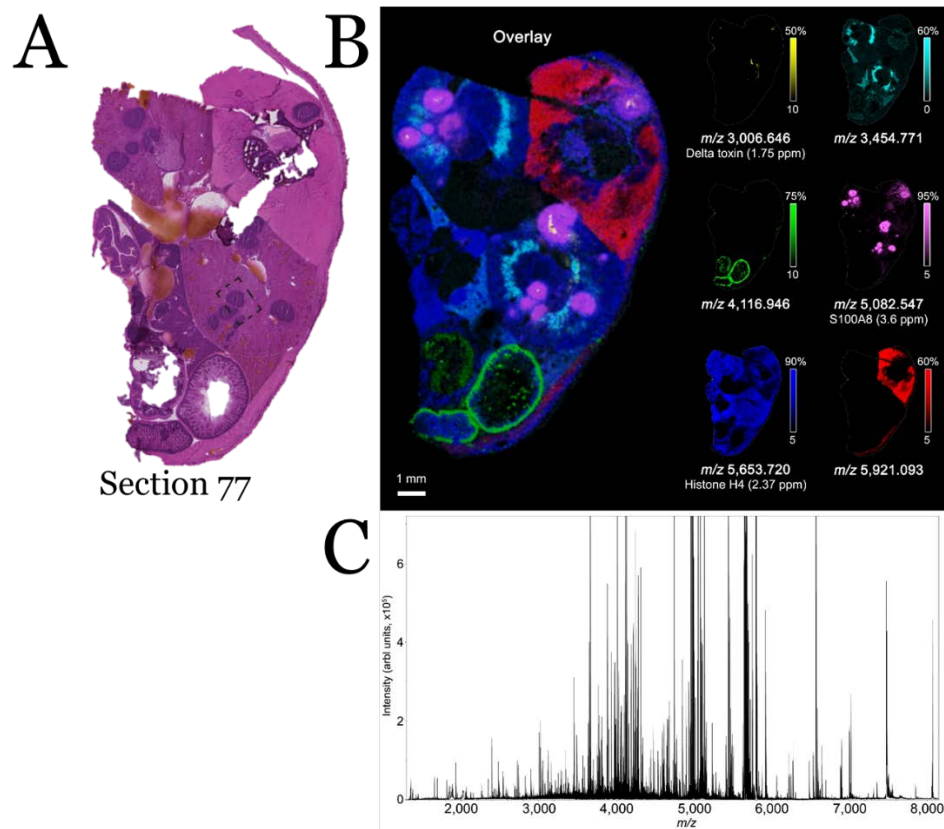 A
Section 77
B
Overlay
50%
10
m/z 3,006.646
Delta toxin (1.75 ppm)
60%
0
m/z 3,454.771
75%
10
m/z 4,116.946
95%
5
m/z 5,082.547
S100A8 (3.6 ppm)
90%
5
m/z 5,653.720
Histone H4 (2.37 ppm)
60%
5
m/z 5,921.093
1 mm
C
Intensity (arbl units, x10⁵)
6
4
2
0
2,000 3,000 4,000 5,000 6,000 7,000 8,000
m/z